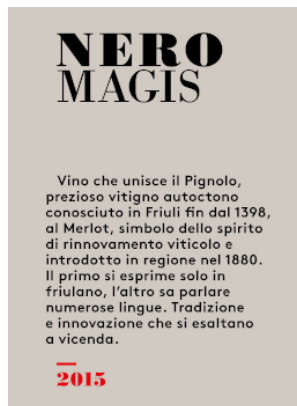 NERO
MAGIS
Vino che unisce il Pignolo,
prezioso vitigno autoctono
conosciuto in Friuli fin dal 1398,
al Merlot, simbolo dello spirito
di rinnovamento viticolo e
introdotto in regione nel 1880.
Il primo si esprime solo in
friulano, l'altro sa parlare
numerose lingue. Tradizione
e innovazione che si esaltano
a vicenda.
2015